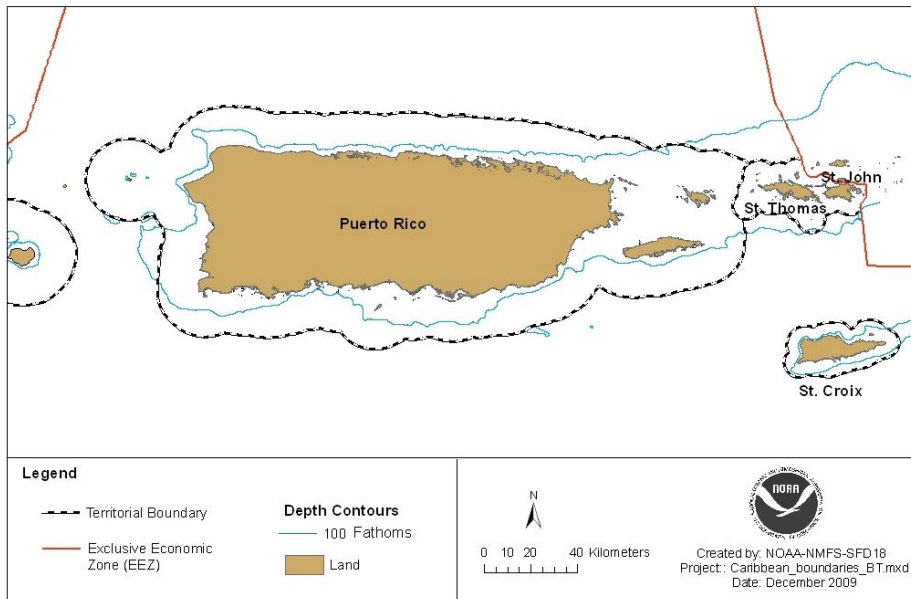 St. John
St. Thomas
Puerto Rico
St. Croix
Legend
Territorial Boundary
Exclusive Economic
Zone (EEZ)
Depth Contours
100 Fathoms
Land
N
0 10 20 40 Kilometers
NOAA
Created by: NOAA-NMFS-SFD18
Project:: Caribbean_boundaries_BT.mxd
Date: December 2009